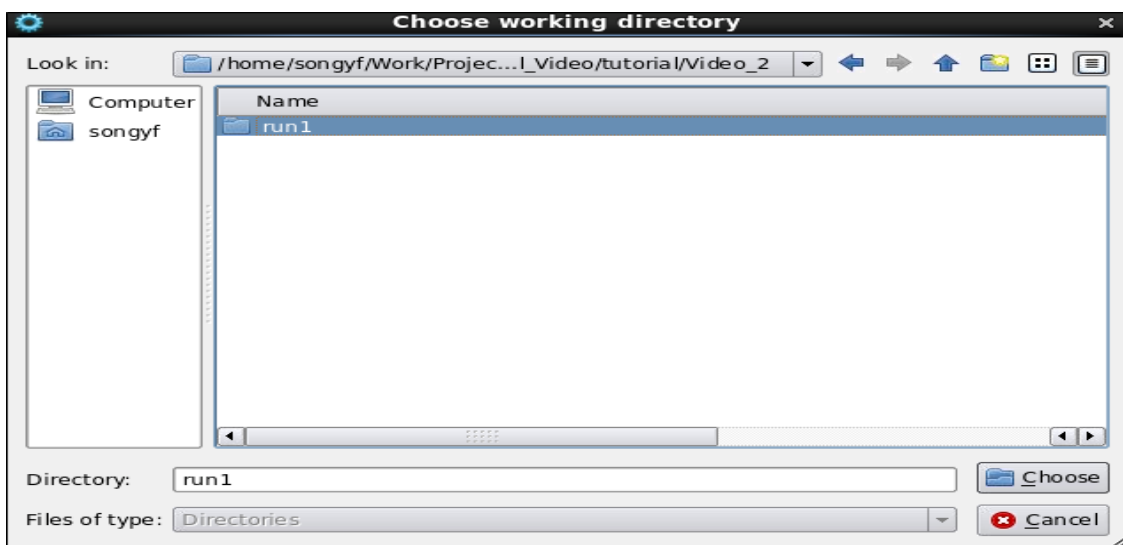 Choose working directory
Look in: /home/songyf/Work/Projec...l_Video/tutorial/Video_2
Computer
songyf
Name
run1
Directory: run1 Choose
Files of type: Directories Cancel